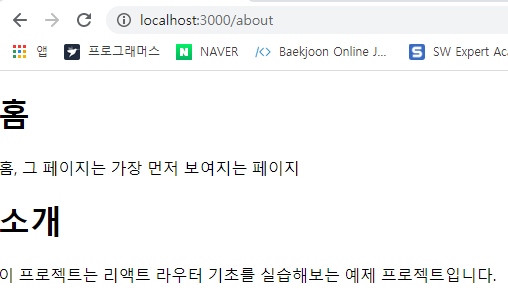 localhost:3000/about
앱 프로그래머스 NAVER Baekjoon Online J... SW Expert Aca
홈
홈, 그 페이지는 가장 먼저 보여지는 페이지
소개
이 프로젝트는 리액트 라우터 기초를 실습해보는 예제 프로젝트입니다.